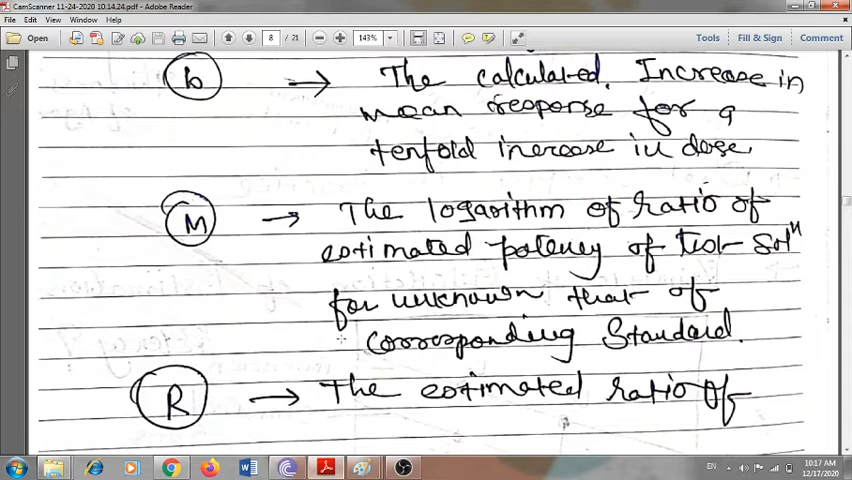 CamScanner 11-24-2020 10.14.24.pdf - Adobe Reader
File Edit View Window Help
Open 8 / 21 143% Tools Fill & Sign Comment
b → The calculated. Increase in
mean response for a
tenfold increase in dose.
M → The logarithm of ratio of
estimated potency of test Solⁿ
for unknown that of
corresponding Standard.
R → The estimated ratio of
EN 10:17 AM
12/17/2020